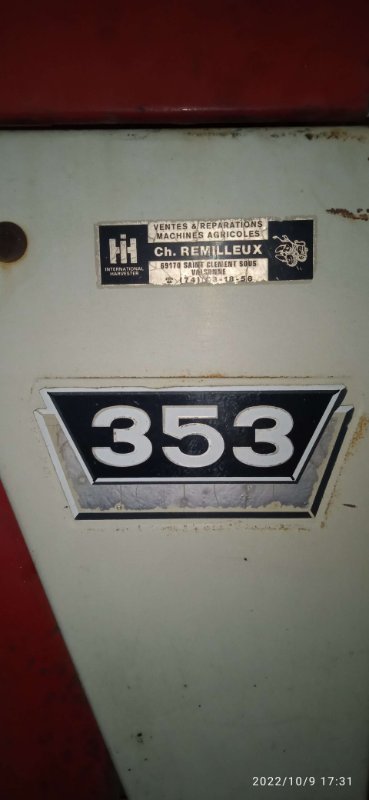 VENTES & REPARATIONS
MACHINES AGRICOLES
IH
INTERNATIONAL
HARVESTER
Ch. REMILLEUX
69170 SAINT CLEMENT SOUS
VALSONNE
353
2022/10/9 17:31